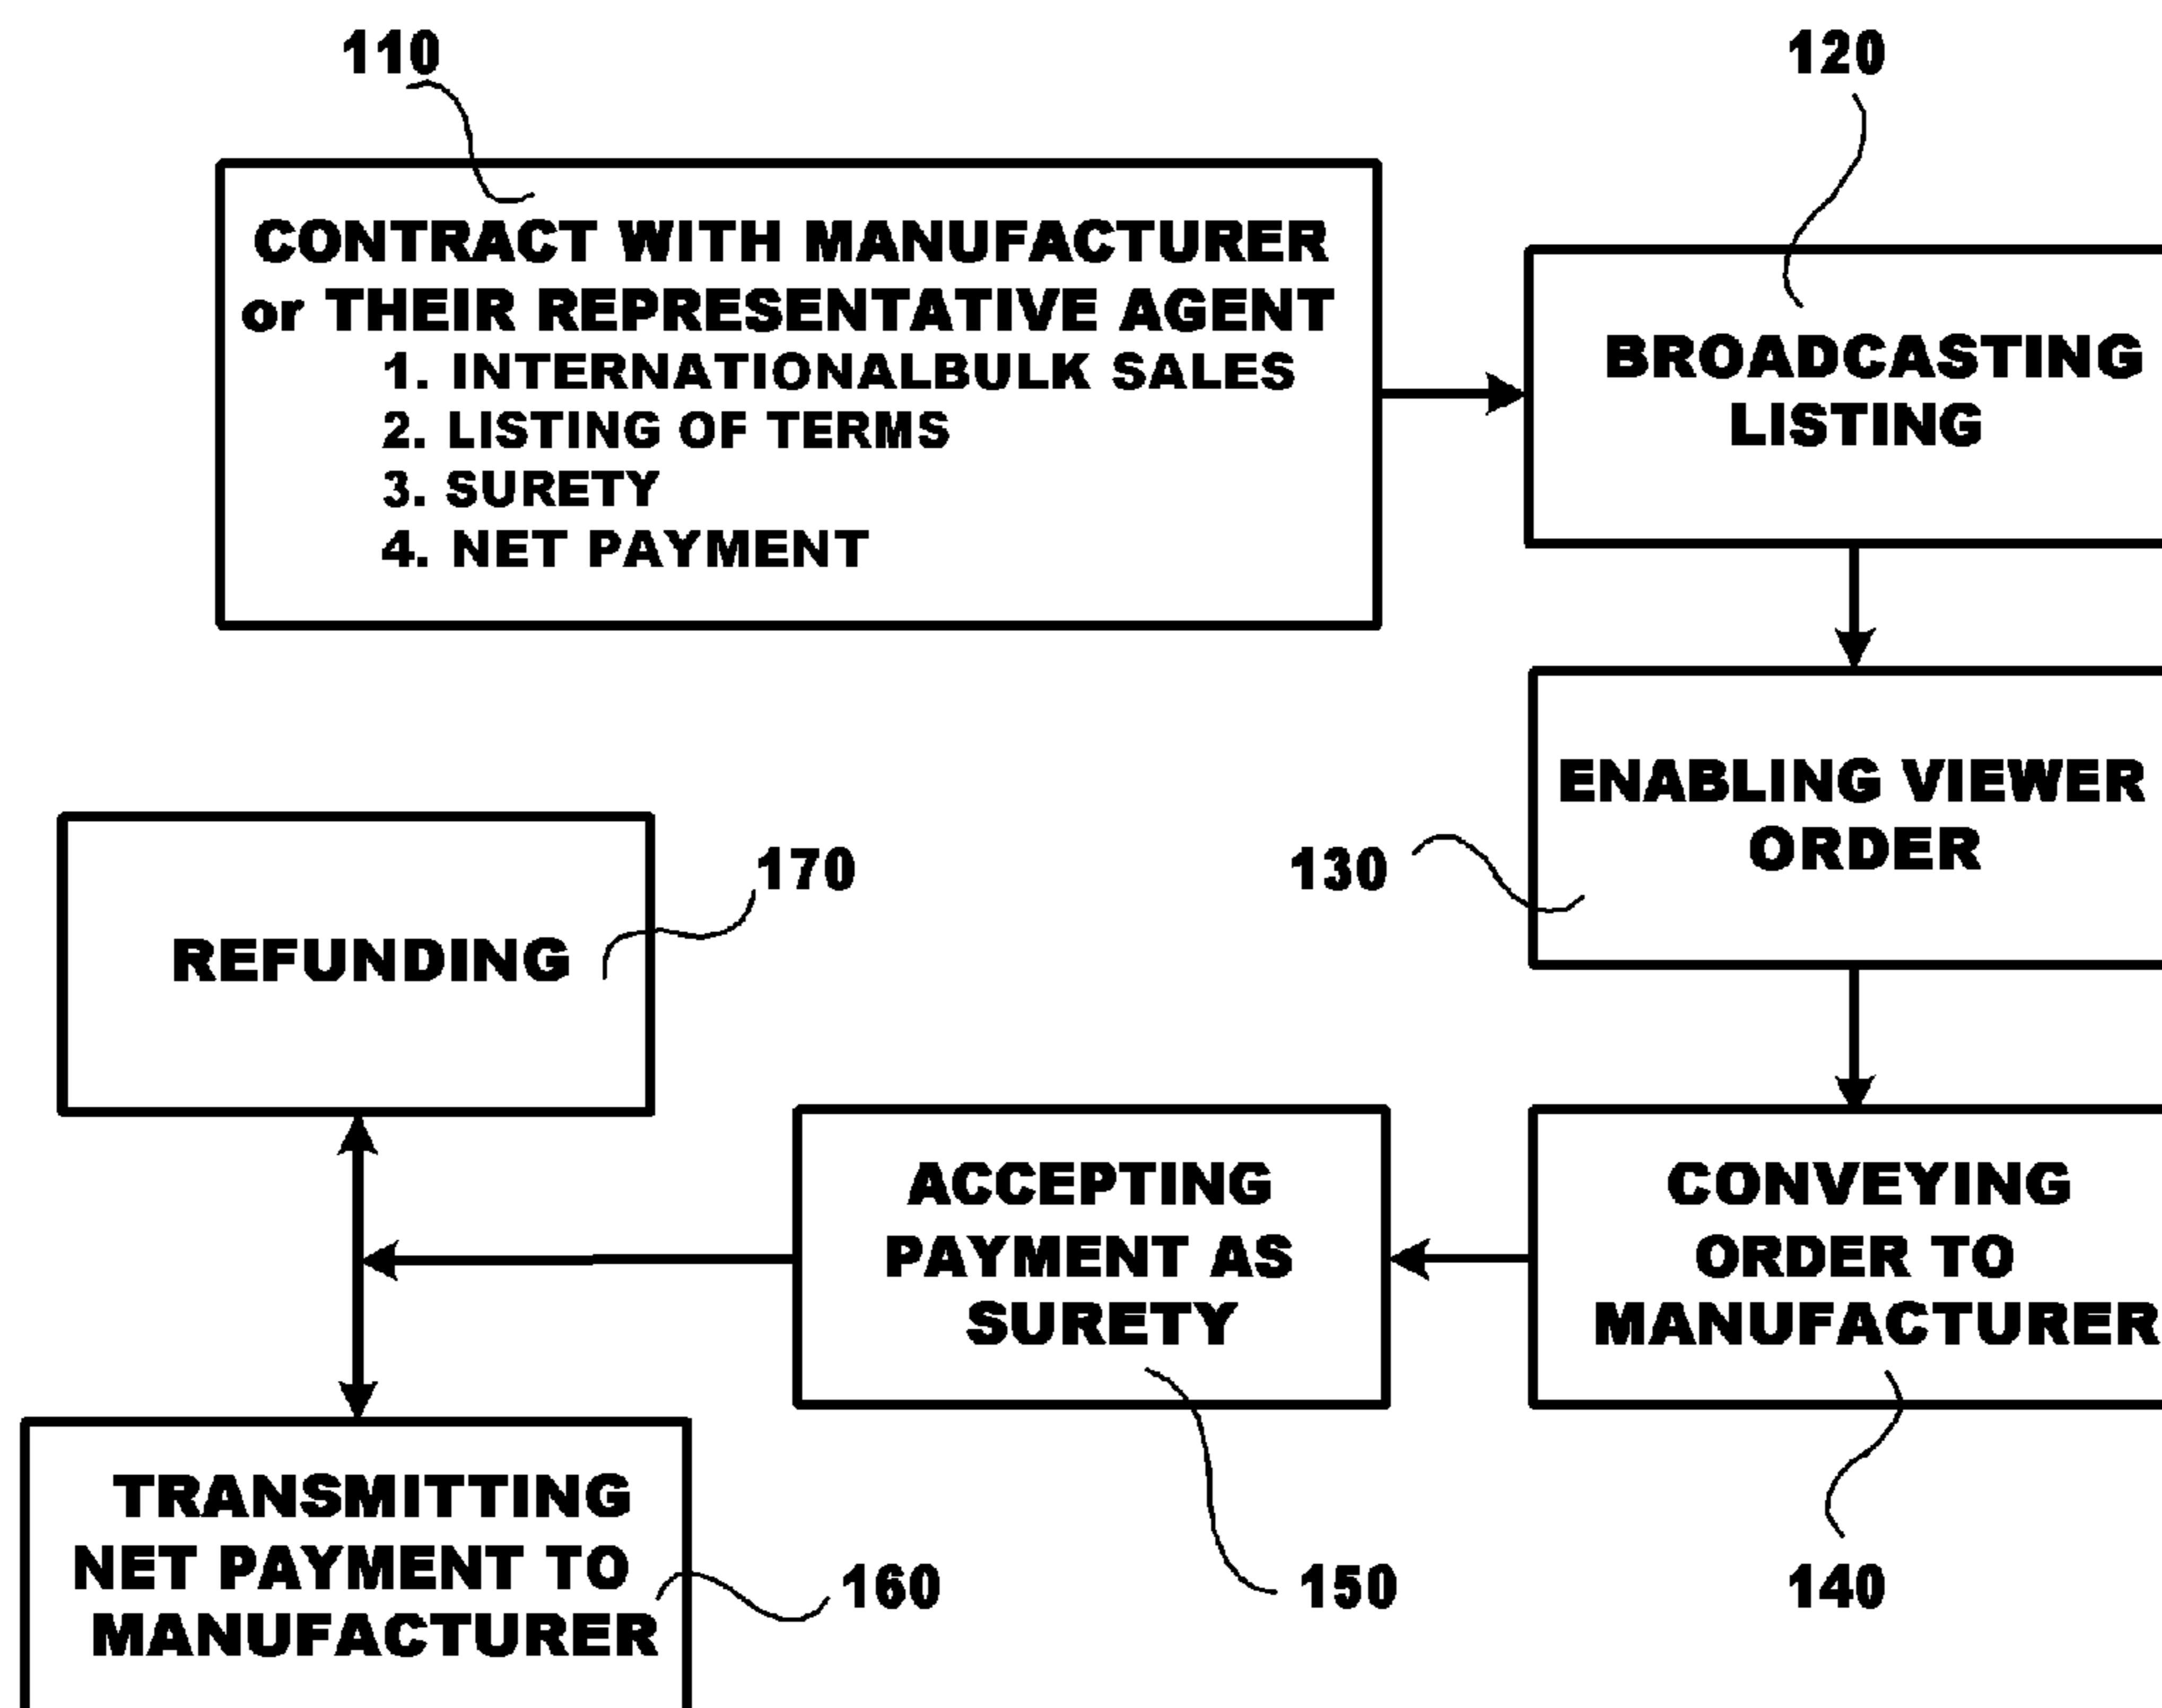 110
CONTRACT WITH MANUFACTURER
or THEIR REPRESENTATIVE AGENT
1. INTERNATIONALBULK SALES
2. LISTING OF TERMS
3. SURETY
4. NET PAYMENT
120
BROADCASTING
LISTING
ENABLING VIEWER
ORDER
130
170
REFUNDING
CONVEYING
ORDER TO
MANUFACTURER
140
ACCEPTING
PAYMENT AS
SURETY
150
TRANSMITTING
NET PAYMENT TO
MANUFACTURER
160